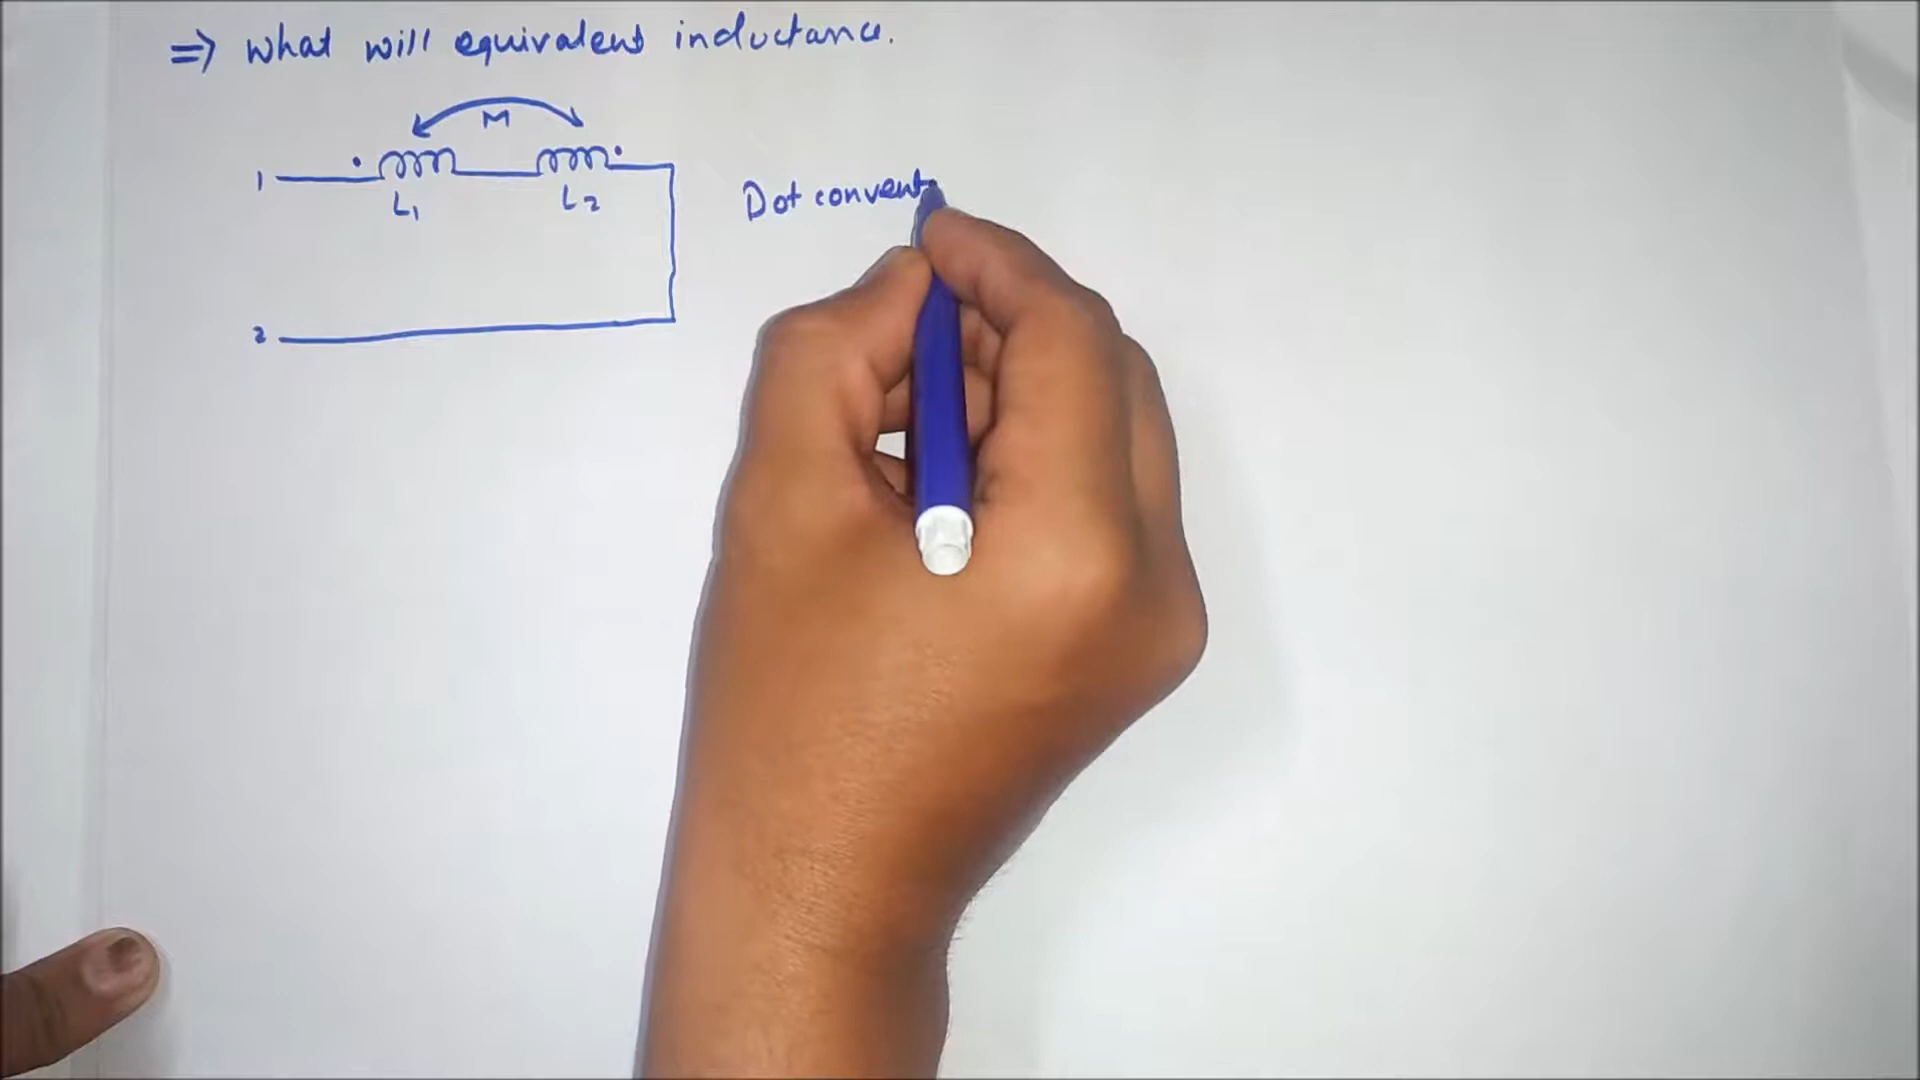 ⇒ what will equivalent inductance.
M
1
L1 L2
Dot convent
2